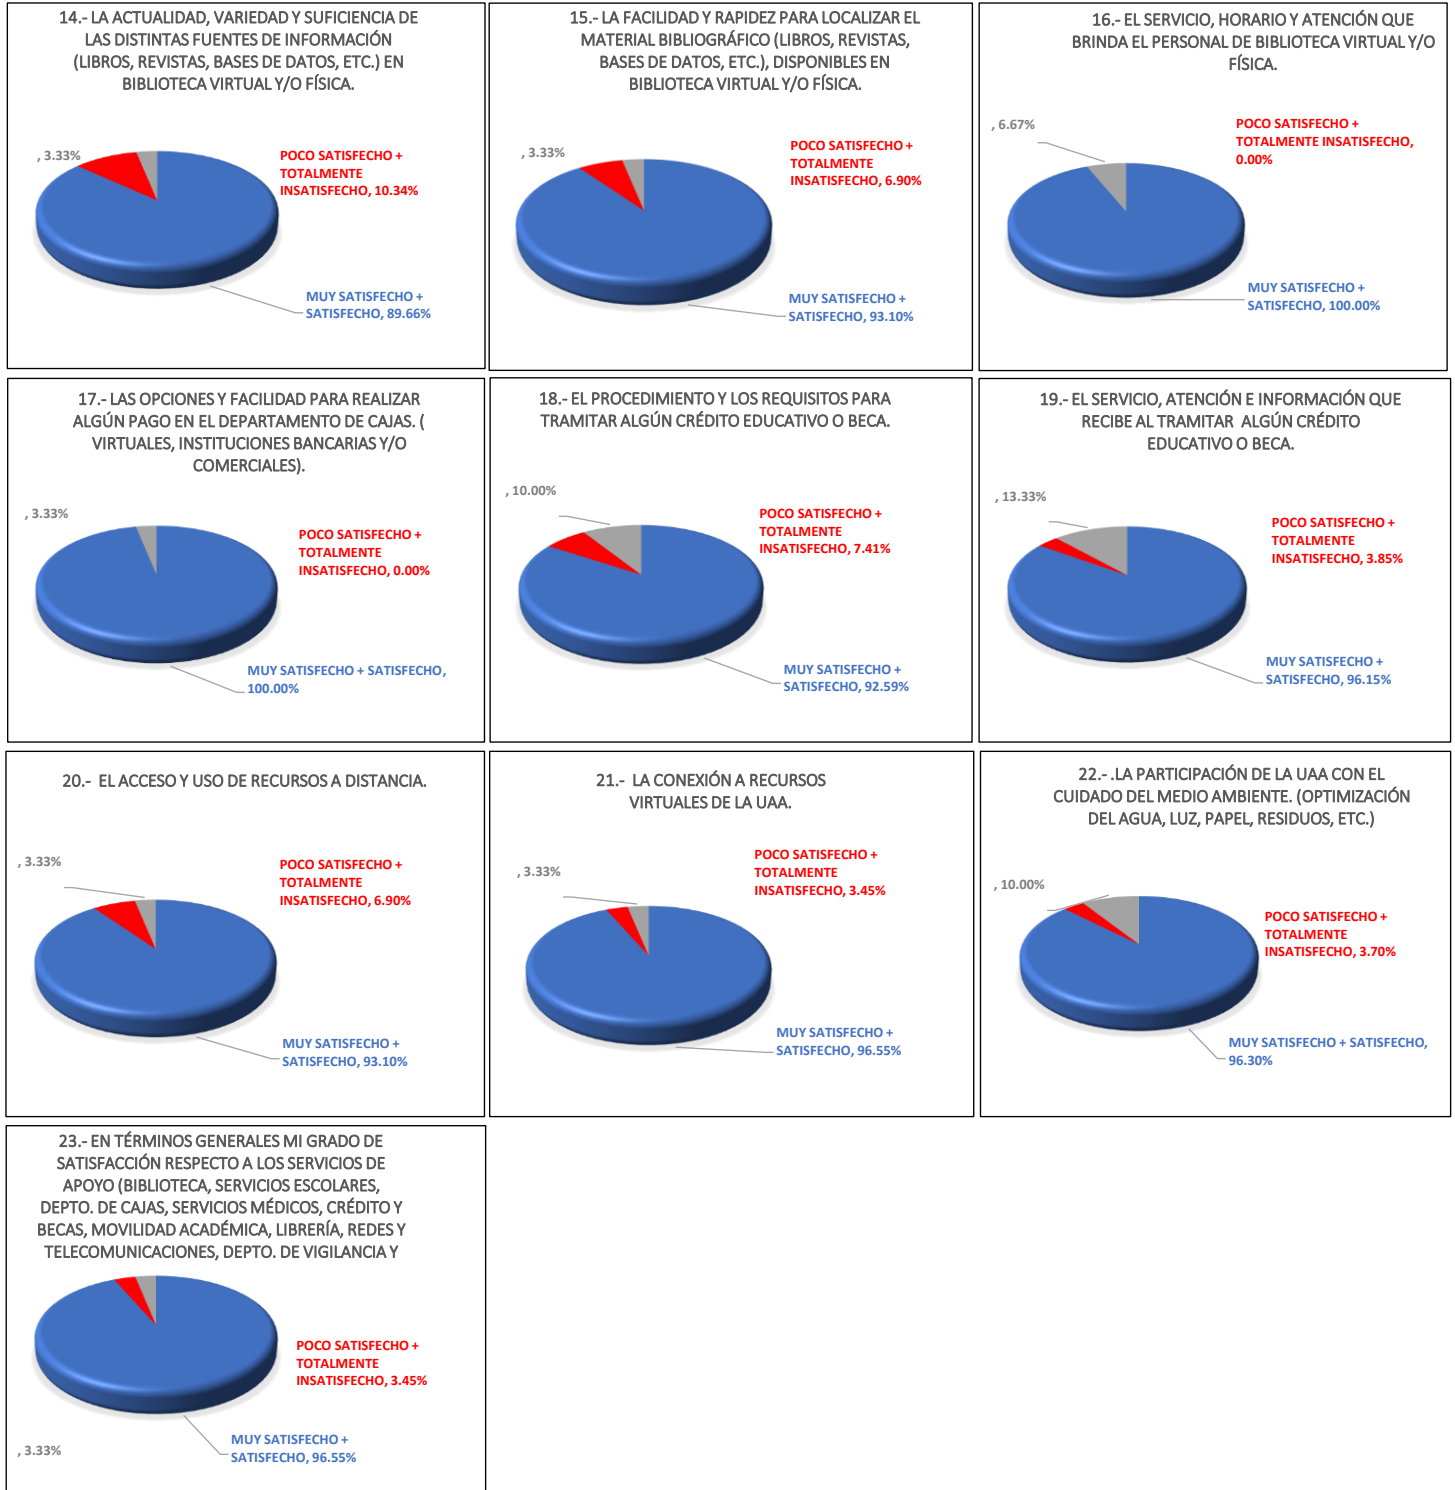 14.- LA ACTUALIDAD, VARIEDAD Y SUFICIENCIA DE
LAS DISTINTAS FUENTES DE INFORMACIÓN
(LIBROS, REVISTAS, BASES DE DATOS, ETC.) EN
BIBLIOTECA VIRTUAL Y/O FÍSICA.
, 3.33%
POCO SATISFECHO +
TOTALMENTE
INSATISFECHO, 10.34%
MUY SATISFECHO +
SATISFECHO, 89.66%
15.- LA FACILIDAD Y RAPIDEZ PARA LOCALIZAR EL
MATERIAL BIBLIOGRÁFICO (LIBROS, REVISTAS,
BASES DE DATOS, ETC.), DISPONIBLES EN
BIBLIOTECA VIRTUAL Y/O FÍSICA.
, 3.33%
POCO SATISFECHO +
TOTALMENTE
INSATISFECHO, 6.90%
MUY SATISFECHO +
SATISFECHO, 93.10%
16.- EL SERVICIO, HORARIO Y ATENCIÓN QUE
BRINDA EL PERSONAL DE BIBLIOTECA VIRTUAL Y/O
FÍSICA.
, 6.67%
POCO SATISFECHO +
TOTALMENTE INSATISFECHO,
0.00%
MUY SATISFECHO +
SATISFECHO, 100.00%
17.- LAS OPCIONES Y FACILIDAD PARA REALIZAR
ALGÚN PAGO EN EL DEPARTAMENTO DE CAJAS. (
VIRTUALES, INSTITUCIONES BANCARIAS Y/O
COMERCIALES).
, 3.33%
POCO SATISFECHO +
TOTALMENTE
INSATISFECHO, 0.00%
MUY SATISFECHO + SATISFECHO,
100.00%
18.- EL PROCEDIMIENTO Y LOS REQUISITOS PARA
TRAMITAR ALGÚN CRÉDITO EDUCATIVO O BECA.
, 10.00%
POCO SATISFECHO +
TOTALMENTE
INSATISFECHO, 7.41%
MUY SATISFECHO +
SATISFECHO, 92.59%
19.- EL SERVICIO, ATENCIÓN E INFORMACIÓN QUE
RECIBE AL TRAMITAR ALGÚN CRÉDITO
EDUCATIVO O BECA.
, 13.33%
POCO SATISFECHO +
TOTALMENTE
INSATISFECHO, 3.85%
MUY SATISFECHO +
SATISFECHO, 96.15%
20.- EL ACCESO Y USO DE RECURSOS A DISTANCIA.
, 3.33%
POCO SATISFECHO +
TOTALMENTE
INSATISFECHO, 6.90%
MUY SATISFECHO +
SATISFECHO, 93.10%
21.- LA CONEXIÓN A RECURSOS
VIRTUALES DE LA UAA.
, 3.33%
POCO SATISFECHO +
TOTALMENTE
INSATISFECHO, 3.45%
MUY SATISFECHO +
SATISFECHO, 96.55%
22.- .LA PARTICIPACIÓN DE LA UAA CON EL
CUIDADO DEL MEDIO AMBIENTE. (OPTIMIZACIÓN
DEL AGUA, LUZ, PAPEL, RESIDUOS, ETC.)
, 10.00%
POCO SATISFECHO +
TOTALMENTE
INSATISFECHO, 3.70%
MUY SATISFECHO + SATISFECHO,
96.30%
23.- EN TÉRMINOS GENERALES MI GRADO DE
SATISFACCIÓN RESPECTO A LOS SERVICIOS DE
APOYO (BIBLIOTECA, SERVICIOS ESCOLARES,
DEPTO. DE CAJAS, SERVICIOS MÉDICOS, CRÉDITO Y
BECAS, MOVILIDAD ACADÉMICA, LIBRERÍA, REDES Y
TELECOMUNICACIONES, DEPTO. DE VIGILANCIA Y
POCO SATISFECHO +
TOTALMENTE
INSATISFECHO, 3.45%
MUY SATISFECHO +
SATISFECHO, 96.55%
, 3.33%